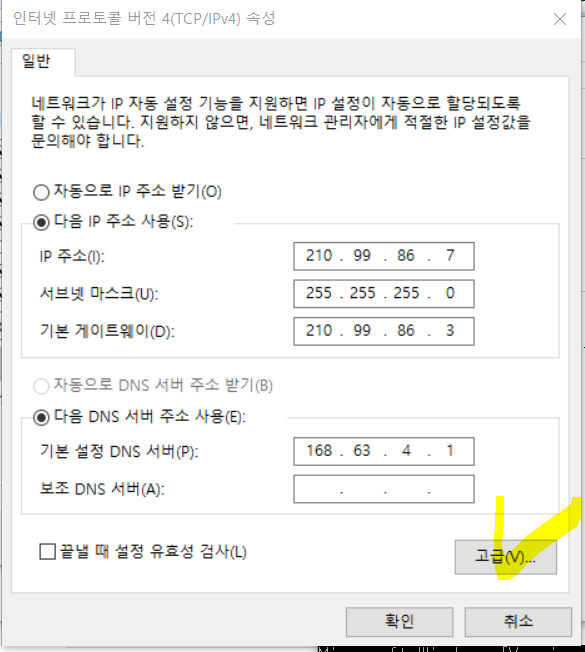 인터넷 프로토콜 버전 4(TCP/IPv4) 속성
일반
네트워크가 IP 자동 설정 기능을 지원하면 IP 설정이 자동으로 할당되도록
할 수 있습니다. 지원하지 않으면, 네트워크 관리자에게 적절한 IP 설정값을
문의해야 합니다.
자동으로 IP 주소 받기(O)
다음 IP 주소 사용(S):
IP 주소(I): 210 . 99 . 86 . 7
서브넷 마스크(U): 255 . 255 . 255 . 0
기본 게이트웨이(D): 210 . 99 . 86 . 3
자동으로 DNS 서버 주소 받기(B)
다음 DNS 서버 주소 사용(E):
기본 설정 DNS 서버(P): 168 . 63 . 4 . 1
보조 DNS 서버(A): . . .
끝낼 때 설정 유효성 검사(L)
고급(V)...
확인 취소